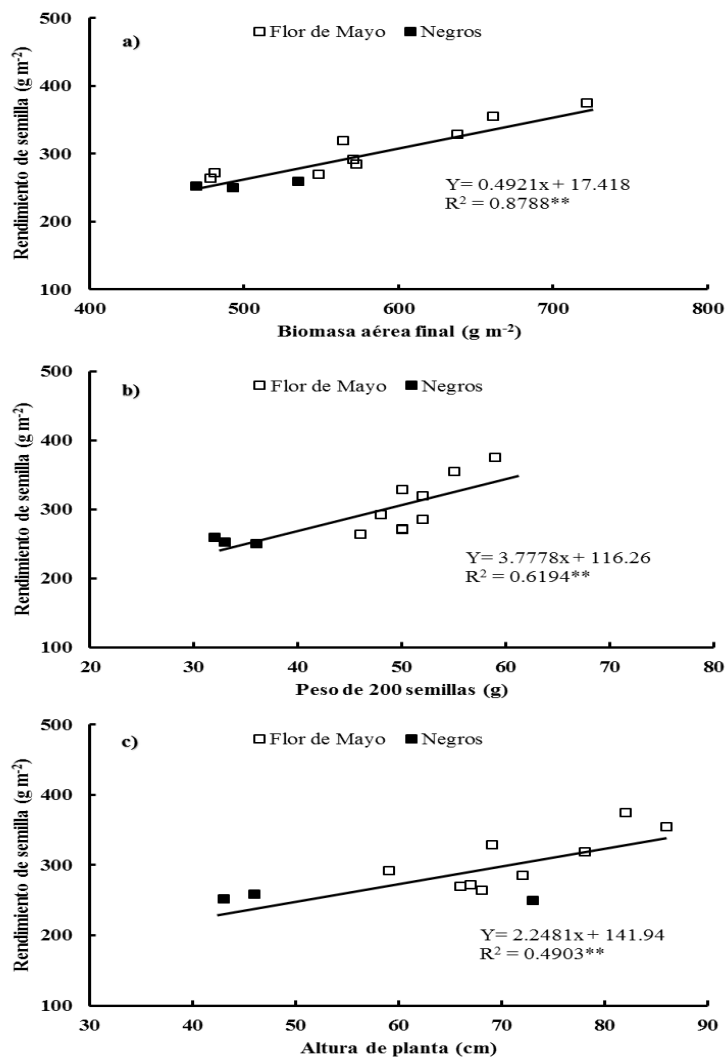 500
400
300
200
100
Rendimiento de semilla (g m-2)
a)
Flor de Mayo Negros
Y= 0.4921x + 17.418
R2 = 0.8788**
400 500 600 700 800
Biomasa aérea final (g m-2)
500
400
300
200
100
Rendimiento de semilla (g m-2)
b)
Flor de Mayo Negros
Y= 3.7778x + 116.26
R2 = 0.6194**
20 30 40 50 60 70 80
Peso de 200 semillas (g)
500
400
300
200
100
Rendimiento de semilla (g m-2)
c)
Flor de Mayo Negros
Y= 2.2481x + 141.94
R2 = 0.4903**
30 40 50 60 70 80 90
Altura de planta (cm)